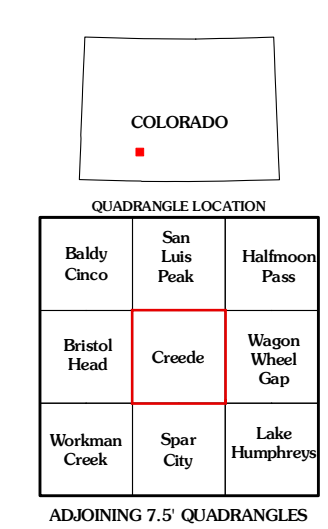 COLORADO
QUADRANGLE LOCATION
Baldy
Cinco
San
Luis
Peak
Halfmoon
Pass
Bristol
Head
Creede
Wagon
Wheel
Gap
Workman
Creek
Spar
City
Lake
Humphreys
ADJOINING 7.5' QUADRANGLES